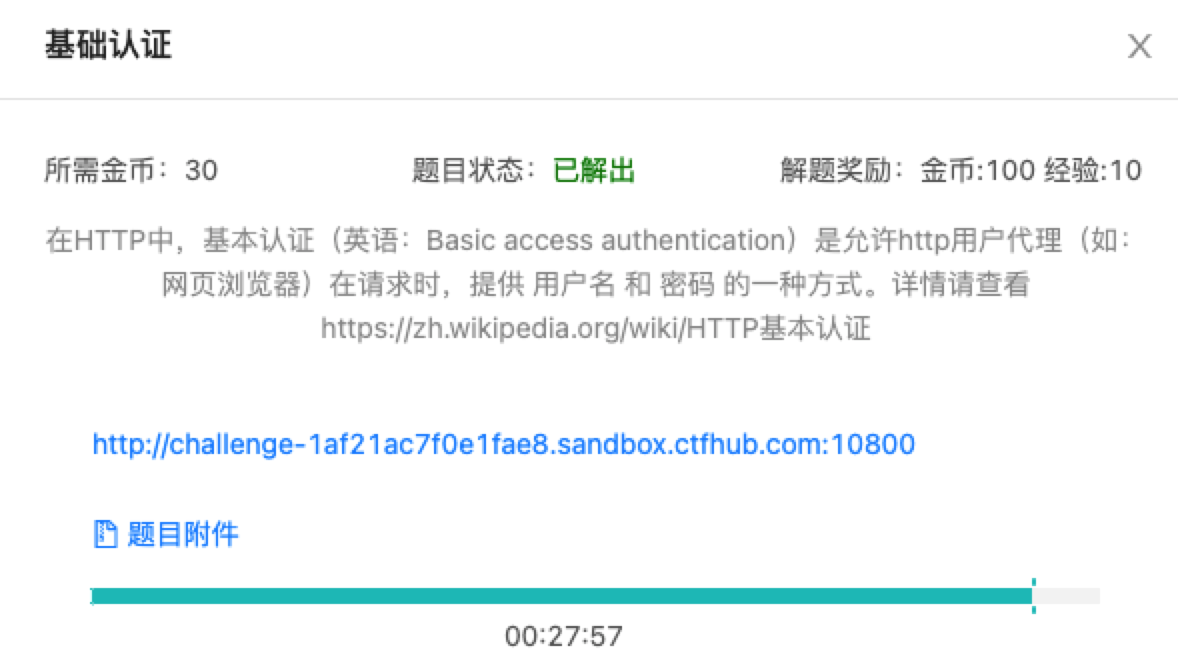 基础认证
所需金币：30 题目状态：已解出 解题奖励：金币:100 经验:10
在HTTP中，基本认证（英语：Basic access authentication）是允许http用户代理（如：
网页浏览器）在请求时，提供 用户名 和 密码 的一种方式。详情请查看
https://zh.wikipedia.org/wiki/HTTP基本认证
http://challenge-1af21ac7f0e1fae8.sandbox.ctfhub.com:10800
题目附件
00:27:57